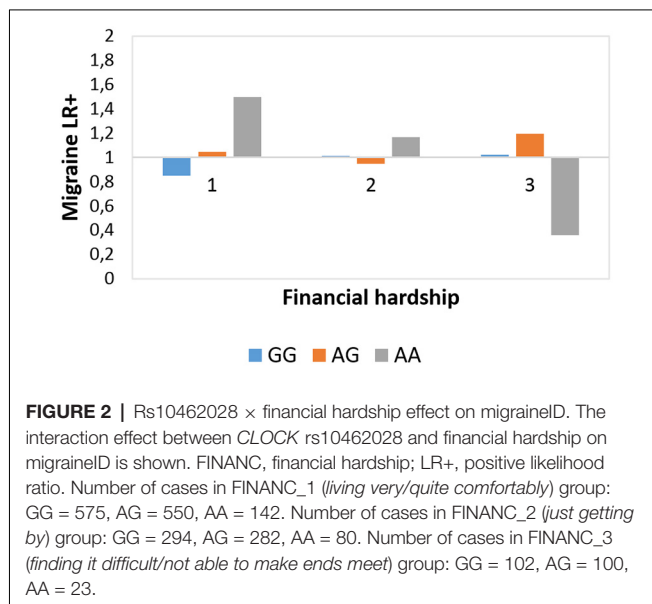 2
1,8
1,6
1,4
1,2
1
0,8
0,6
0,4
0,2
0
Migraine LR+
1 2 3
Financial hardship
GG AG AA
FIGURE 2 | Rs10462028 × financial hardship effect on migraineID. The
interaction effect between CLOCK rs10462028 and financial hardship on
migraineID is shown. FINANC, financial hardship; LR+, positive likelihood
ratio. Number of cases in FINANC_1 (living very/quite comfortably) group:
GG = 575, AG = 550, AA = 142. Number of cases in FINANC_2 (just getting
by) group: GG = 294, AG = 282, AA = 80. Number of cases in FINANC_3
(finding it difficult/not able to make ends meet) group: GG = 102, AG = 100,
AA = 23.